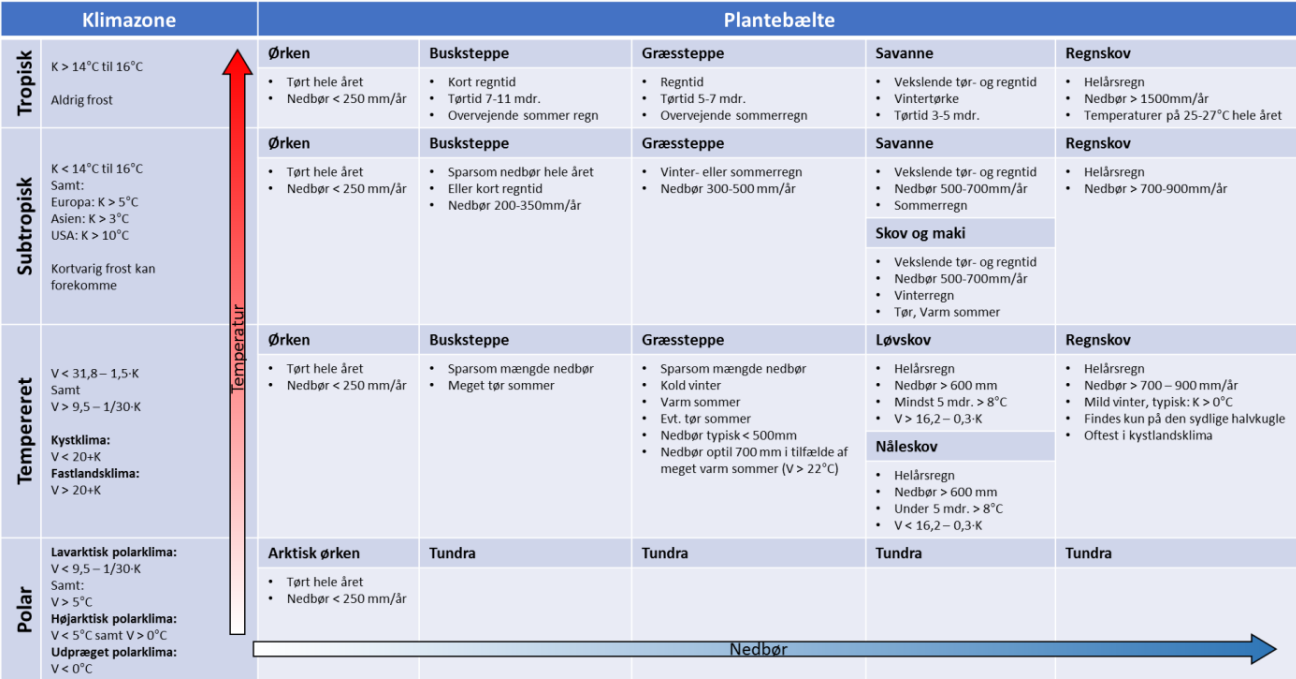 Klimazone
Plantebælte
Tropisk
K > 14°C til 16°C
Aldrig frost
Ørken
• Tørt hele året
• Nedbør < 250 mm/år
Busksteppe
• Kort regntid
• Tørtid 7-11 mdr.
• Overvejende sommer regn
Græssteppe
• Regntid
• Tørtid 5-7 mdr.
• Overvejende sommerregn
Savanne
• Vekslende tør- og regntid
• Vintertørke
• Tørtid 3-5 mdr.
Regnskov
• Helårsregn
• Nedbør > 1500mm/år
• Temperaturer på 25-27°C hele året
Subtropisk
K < 14°C til 16°C
Samt:
Europa: K > 5°C
Asien: K > 3°C
USA: K > 10°C
Kortvarig frost kan
forekomme
Ørken
• Tørt hele året
• Nedbør < 250 mm/år
Busksteppe
• Sparsom nedbør hele året
• Eller kort regntid
• Nedbør 200-350mm/år
Græssteppe
• Vinter- eller sommerregn
• Nedbør 300-500 mm/år
Savanne
• Vekslende tør- og regntid
• Nedbør 500-700mm/år
• Sommerregn
Skov og maki
• Vekslende tør- og regntid
• Nedbør 500-700mm/år
• Vinterregn
• Tør, Varm sommer
Regnskov
• Helårsregn
• Nedbør > 700-900mm/år
Tempereret
V < 31,8 – 1,5·K
Samt
V > 9,5 – 1/30·K
Kystklima:
V < 20+K
Fastlandsklima:
V > 20+K
Temperatur
Ørken
• Tørt hele året
• Nedbør < 250 mm/år
Busksteppe
• Sparsom mængde nedbør
• Meget tør sommer
Græssteppe
• Sparsom mængde nedbør
• Kold vinter
• Varm sommer
• Evt. tør sommer
• Nedbør typisk < 500mm
• Nedbør optil 700 mm i tilfælde af
meget varm sommer (V > 22°C)
Løvskov
• Helårsregn
• Nedbør > 600 mm
• Mindst 5 mdr. > 8°C
• V > 16,2 – 0,3·K
Nåleskov
• Helårsregn
• Nedbør > 600 mm
• Under 5 mdr. > 8°C
• V < 16,2 – 0,3·K
Regnskov
• Helårsregn
• Nedbør > 700 – 900 mm/år
• Mild vinter, typisk: K > 0°C
• Findes kun på den sydlige halvkugle
• Oftest i kystlandsklima
Polar
Lavarktisk polarklima:
V < 9,5 – 1/30·K
Samt:
V > 5°C
Højarktisk polarklima:
V < 5°C samt V > 0°C
Udpræget polarklima:
V < 0°C
Arktisk ørken
• Tørt hele året
• Nedbør < 250 mm/år
Tundra
Tundra
Tundra
Tundra
Nedbør